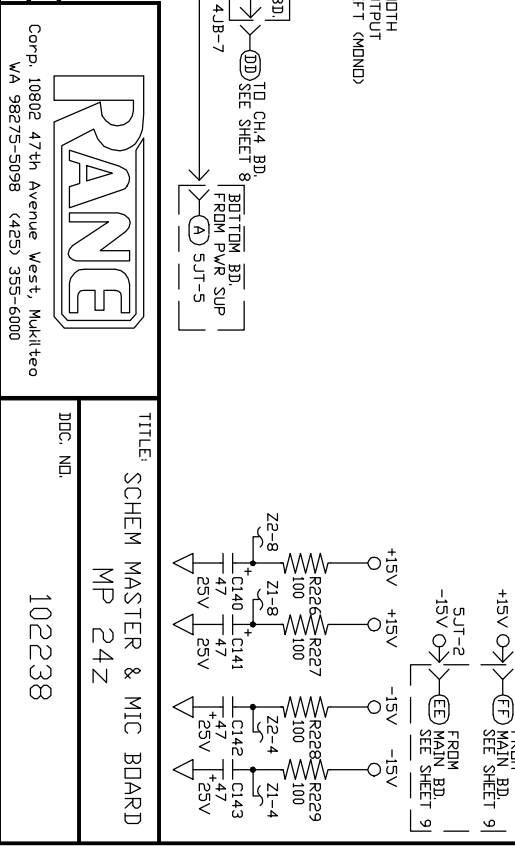 OTH
TPUT
FT (MONO)
BD.
4JB-7
DD
TO CH.4 BD.
SEE SHEET 8
BOTTOM BD.
FROM PWR SUP
A
5JT-5
+15V
FF
FROM
MAIN BD.
SEE SHEET 9
5JT-2
-15V
EE
FROM
MAIN BD.
SEE SHEET 9
+15V
R226
100
Z2-8
+
C140
47
25V
+15V
R227
100
Z1-8
+
C141
47
25V
-15V
R228
100
Z2-4
C142
+
47
25V
-15V
R229
100
Z1-4
C143
+
47
25V
RANE
Corp. 10802 47th Avenue West, Mukilteo
WA 98275-5098 (425) 355-6000
TITLE:
SCHEM MASTER & MIC BOARD
MP 24z
DOC. NO.
102238